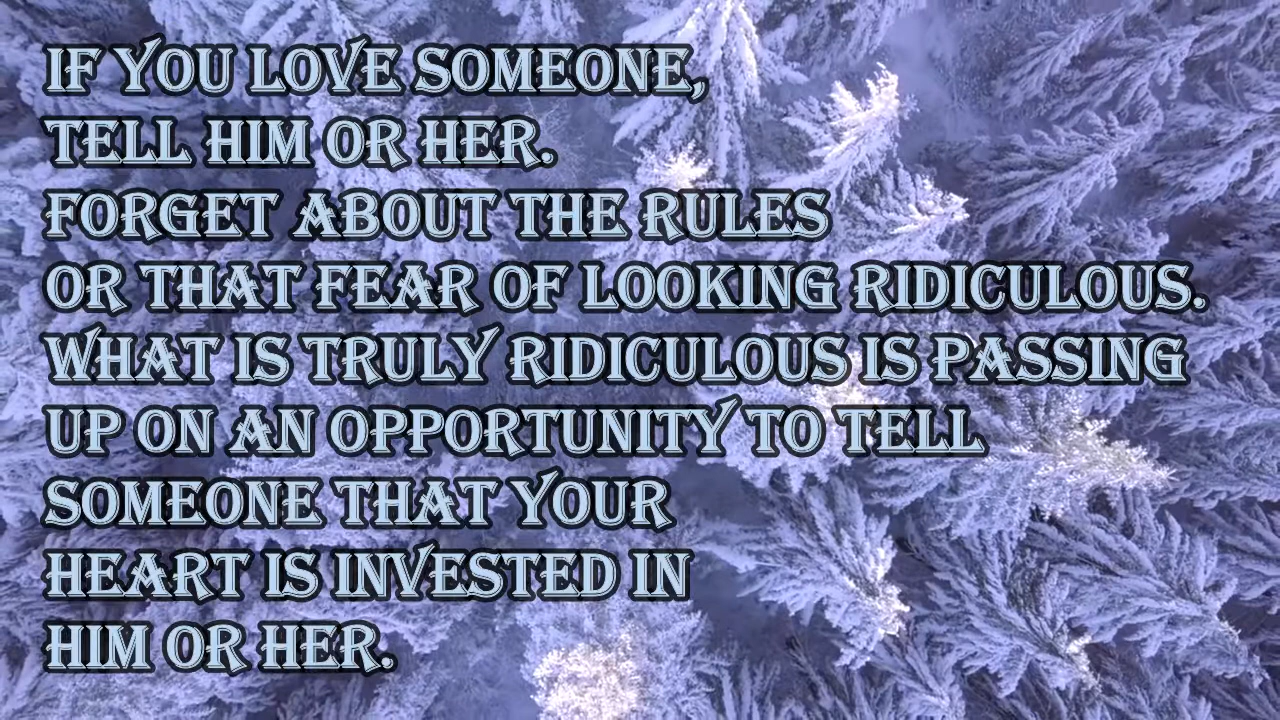 IF YOU LOVE SOMEONE,
TELL HIM OR HER.
FORGET ABOUT THE RULES
OR THAT FEAR OF LOOKING RIDICULOUS.
WHAT IS TRULY RIDICULOUS IS PASSING
UP ON AN OPPORTUNITY TO TELL
SOMEONE THAT YOUR
HEART IS INVESTED IN
HIM OR HER.